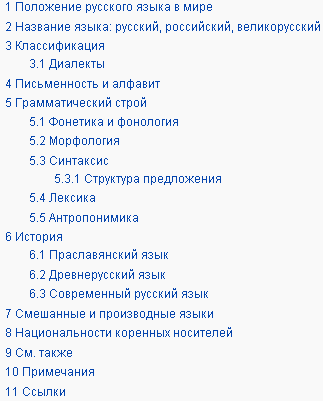 1 Положение русского языка в мире
2 Название языка: русский, российский, великорусский
3 Классификация
3.1 Диалекты
4 Письменность и алфавит
5 Грамматический строй
5.1 Фонетика и фонология
5.2 Морфология
5.3 Синтаксис
5.3.1 Структура предложения
5.4 Лексика
5.5 Антропонимика
6 История
6.1 Праславянский язык
6.2 Древнерусский язык
6.3 Современный русский язык
7 Смешанные и производные языки
8 Национальности коренных носителей
9 См. также
10 Примечания
11 Ссылки